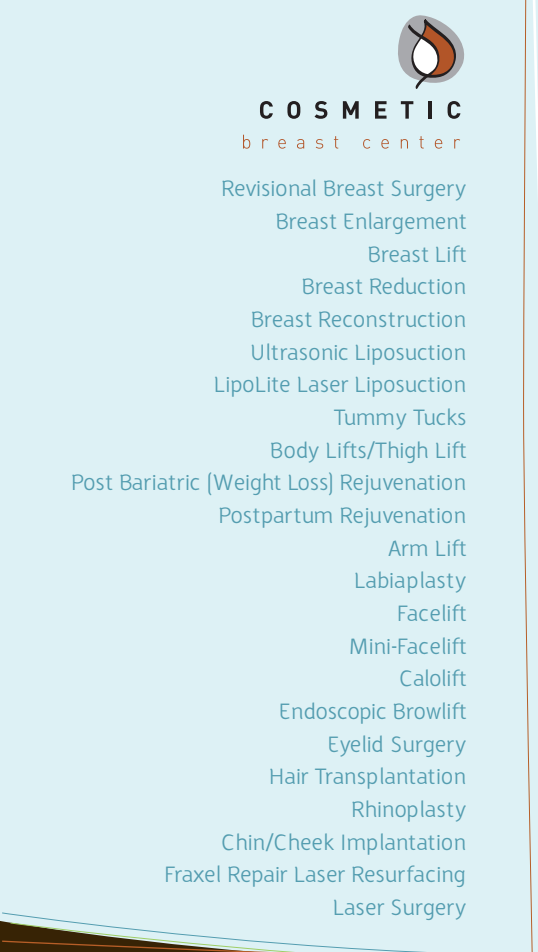 COSMETIC
breast center
Revisional Breast Surgery
Breast Enlargement
Breast Lift
Breast Reduction
Breast Reconstruction
Ultrasonic Liposuction
LipoLite Laser Liposuction
Tummy Tucks
Body Lifts/Thigh Lift
Post Bariatric (Weight Loss) Rejuvenation
Postpartum Rejuvenation
Arm Lift
Labiaplasty
Facelift
Mini-Facelift
Calolift
Endoscopic Browlift
Eyelid Surgery
Hair Transplantation
Rhinoplasty
Chin/Cheek Implantation
Fraxel Repair Laser Resurfacing
Laser Surgery